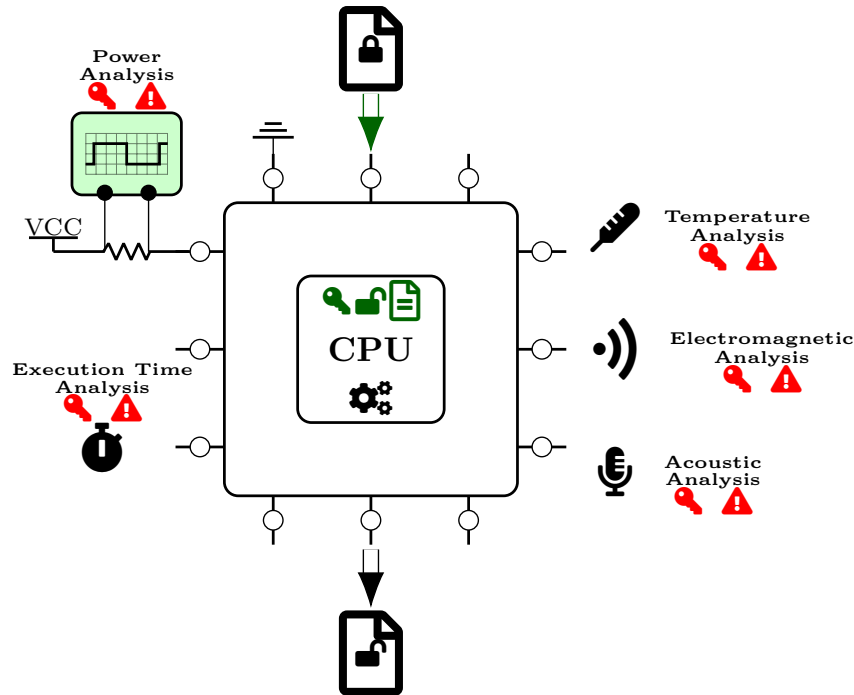 Power
Analysis
VCC
Execution Time
Analysis
CPU
Temperature
Analysis
Electromagnetic
Analysis
Acoustic
Analysis